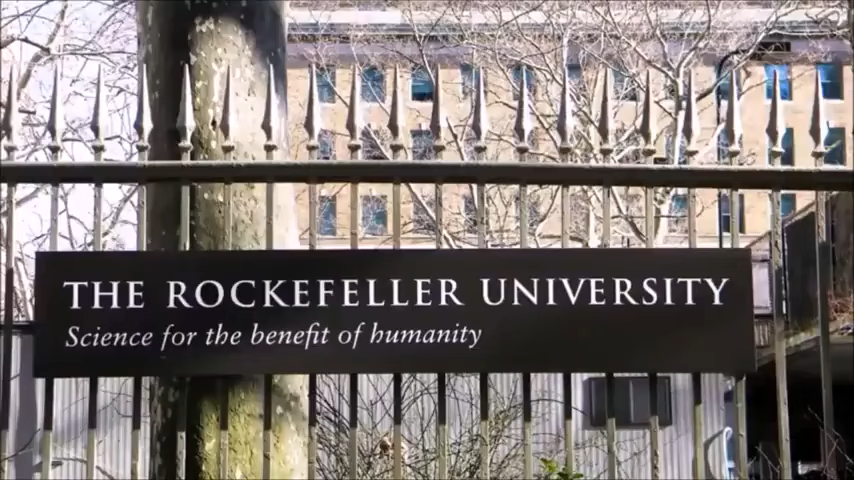 THE ROCKEFELLER UNIVERSITY
Science for the benefit of humanity